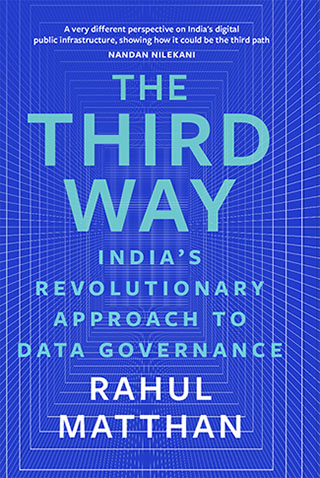 A very different perspective on India's digital
public infrastructure, showing how it could be the third path
NANDAN NILEKANI
THE
THIRD
WAY
INDIA'S
REVOLUTIONARY
APPROACH TO
DATA GOVERNANCE
RAHUL
MATTHAN